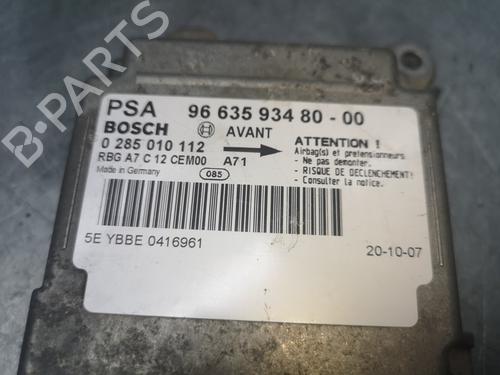 PSA 96 635 934 80 - 00
BOSCH AVANT
0 285 010 112
RBG A7 C 12 CEM00 A71
Made in Germany
085
ATTENTION !
Airbag(s) et pretensionneurs
- Ne pas demonter.
- RISQUE DE DECLENCHEMENT!
- Consulter la notice.
5E YBBE 0416961
20-10-07
B-PARTS